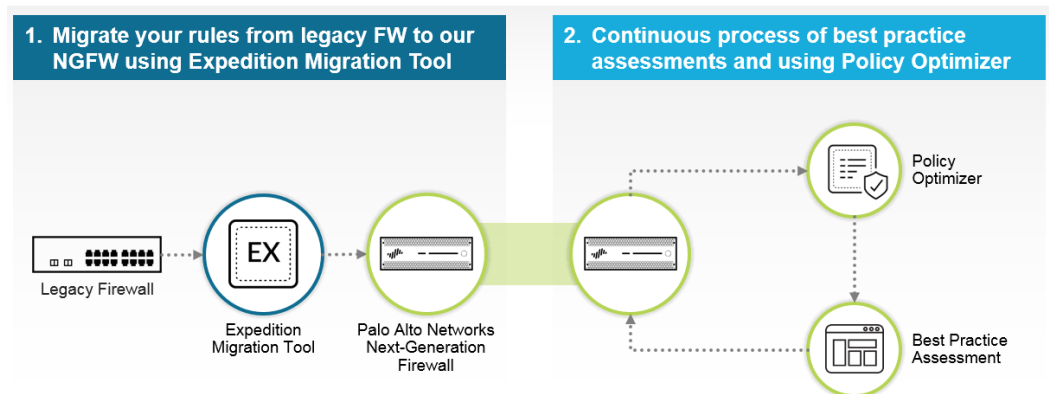 1. Migrate your rules from legacy FW to our
NGFW using Expedition Migration Tool
2. Continuous process of best practice
assessments and using Policy Optimizer
Legacy Firewall
EX
Expedition
Migration Tool
Palo Alto Networks
Next-Generation
Firewall
Policy
Optimizer
Best Practice
Assessment